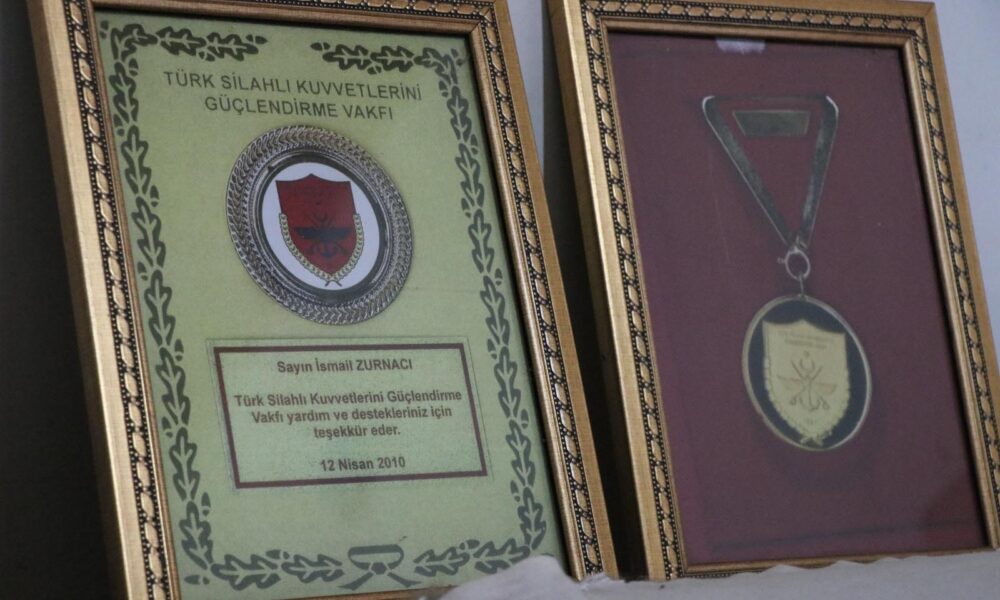 TÜRK SİLAHLI KUVVETLERİNİ
GÜÇLENDİRME VAKFI
Sayın İsmail ZURNACI
Türk Silahlı Kuvvetlerini Güçlendirme
Vakfı yardım ve destekleriniz için
teşekkür eder.
12 Nisan 2010